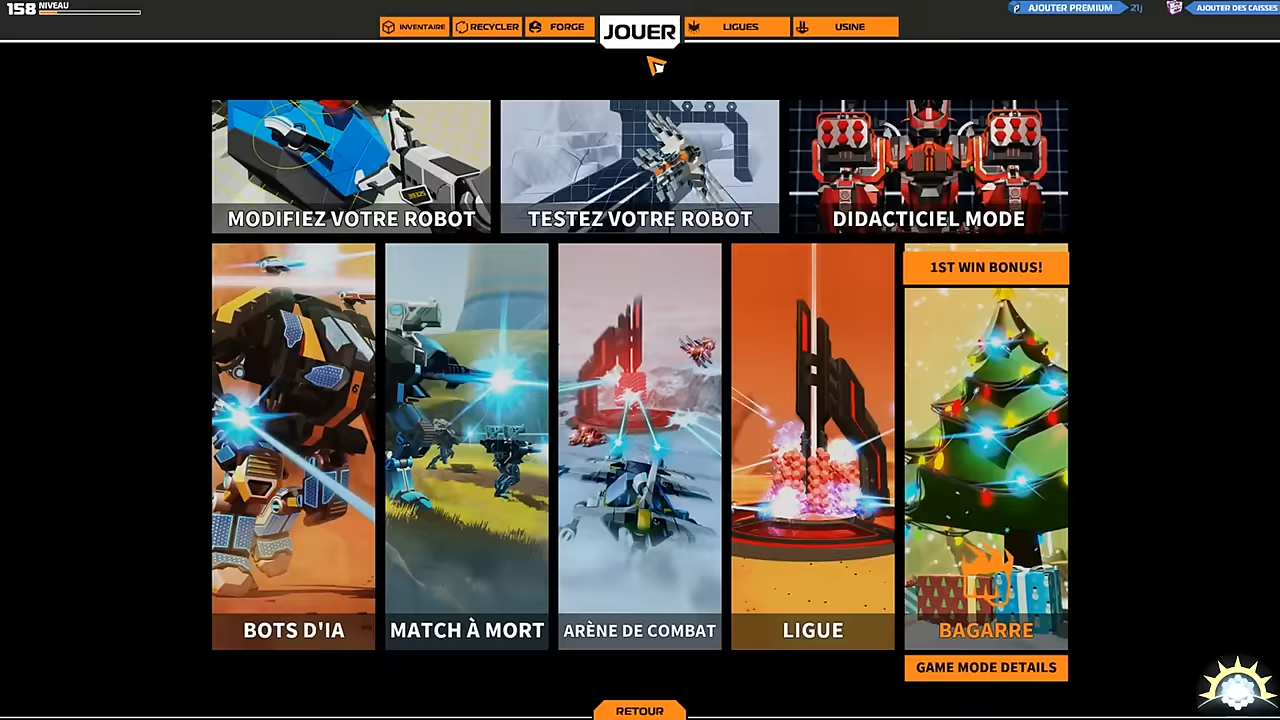 158 NIVEAU
AJOUTER PREMIUM 21j
AJOUTER DES CAISSES
INVENTAIRE
RECYCLER
FORGE
JOUER
LIGUES
USINE
MODIFIEZ VOTRE ROBOT
TESTEZ VOTRE ROBOT
DIDACTICIEL MODE
1ST WIN BONUS!
BOTS D'IA
MATCH À MORT
ARÈNE DE COMBAT
LIGUE
BAGARRE
GAME MODE DETAILS
RETOUR